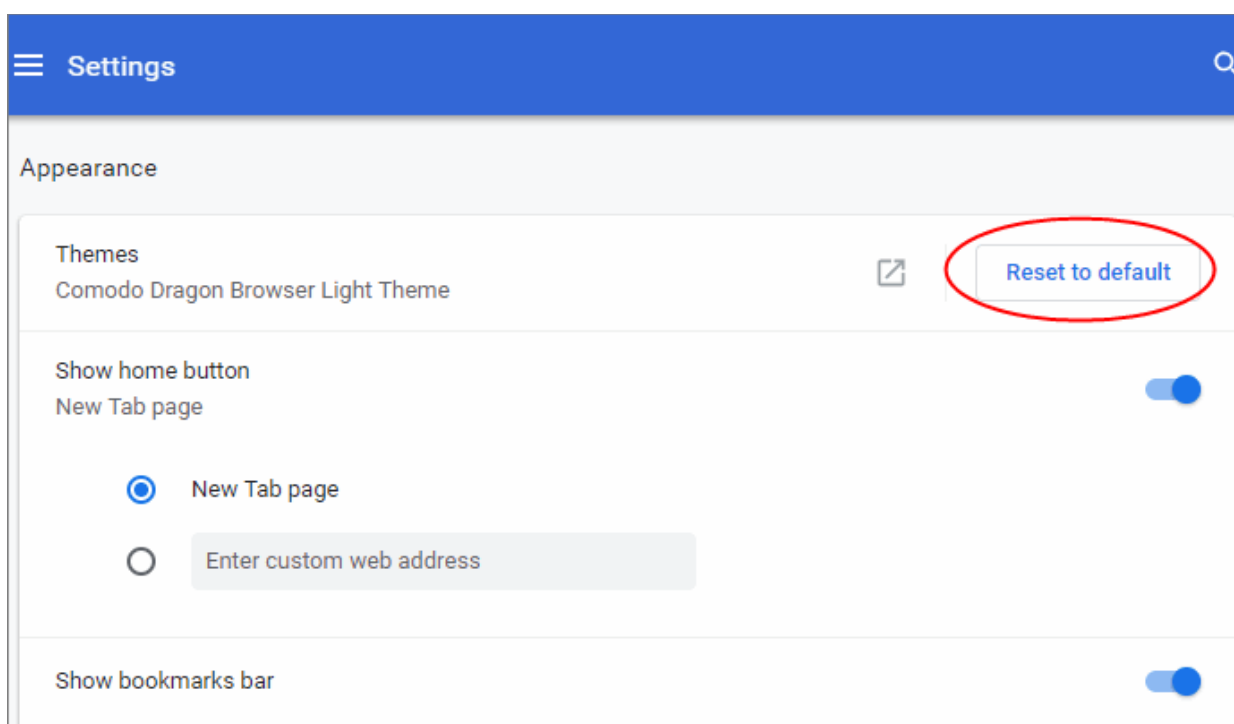 Settings
Appearance
Themes
Comodo Dragon Browser Light Theme
Reset to default
Show home button
New Tab page
New Tab page
Enter custom web address
Show bookmarks bar